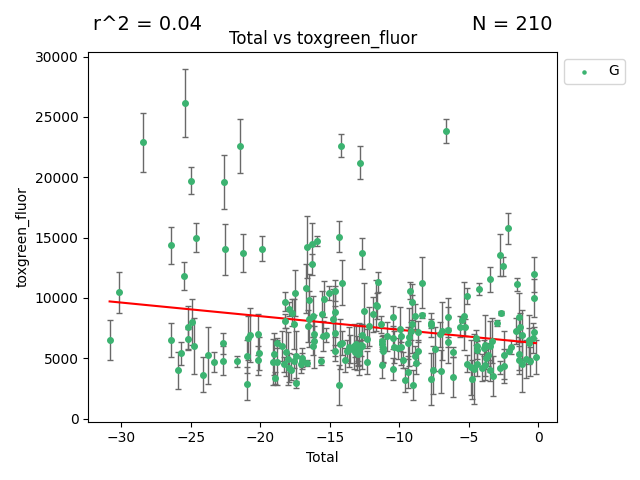 r^2 = 0.04 N = 210
Total vs toxgreen_fluor
G
30000
25000
20000
15000
10000
5000
0
toxgreen_fluor
−30 −25 −20 −15 −10 −5 0
Total